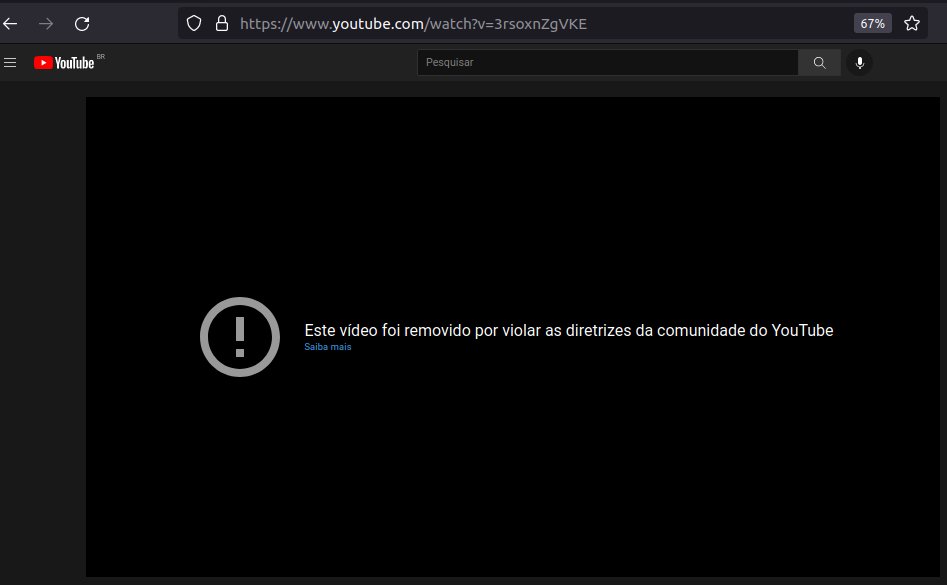 https://www.youtube.com/watch?v=3rsoxnZgVKE
67%
YouTube BR
Pesquisar
Este vídeo foi removido por violar as diretrizes da comunidade do YouTube
Saiba mais